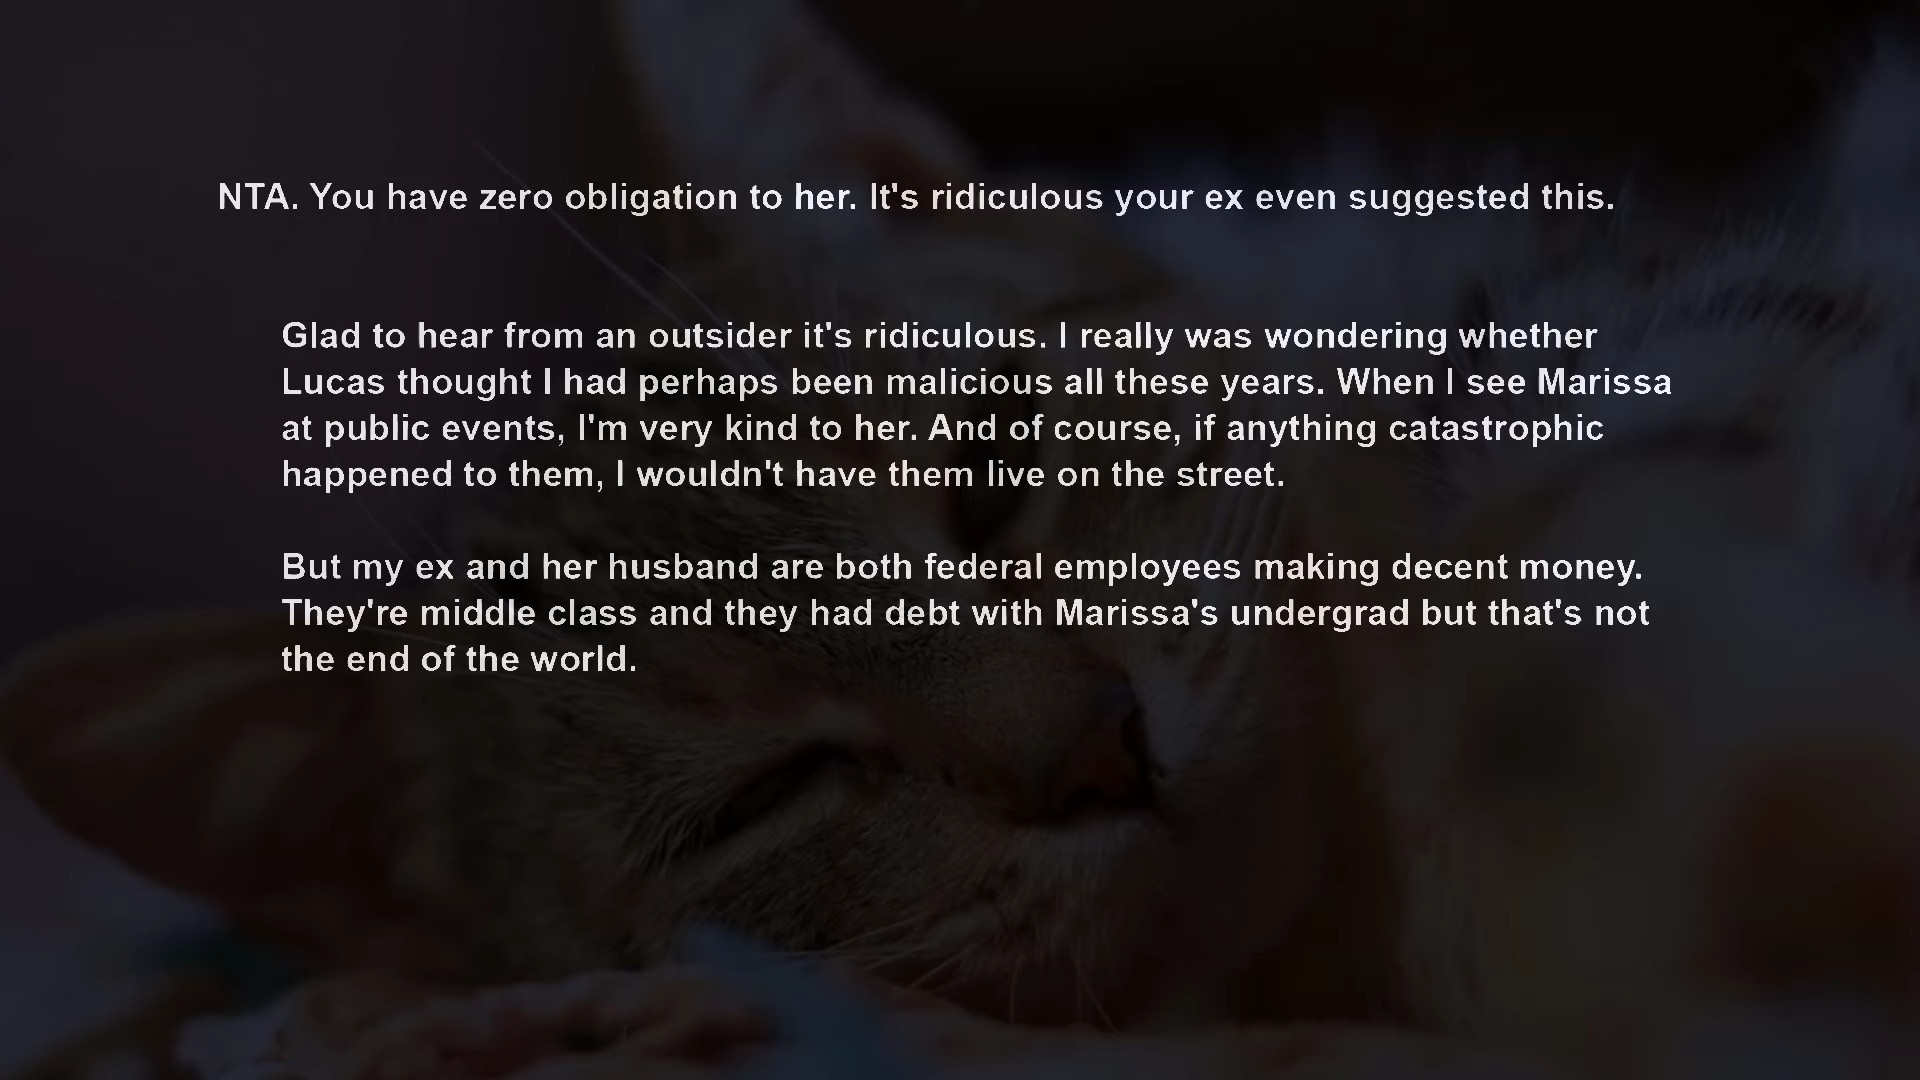 NTA. You have zero obligation to her. It's ridiculous your ex even suggested this.
Glad to hear from an outsider it's ridiculous. I really was wondering whether
Lucas thought I had perhaps been malicious all these years. When I see Marissa
at public events, I'm very kind to her. And of course, if anything catastrophic
happened to them, I wouldn't have them live on the street.
But my ex and her husband are both federal employees making decent money.
They're middle class and they had debt with Marissa's undergrad but that's not
the end of the world.